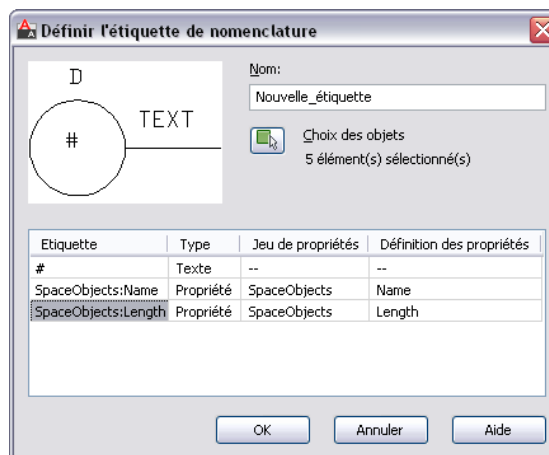 Définir l'étiquette de nomenclature
D
TEXT
#
Nom:
Nouvelle_étiquette
Choix des objets
5 élément(s) sélectionné(s)
Etiquette Type Jeu de propriétés Définition des propriétés
# Texte -- --
SpaceObjects:Name Propriété SpaceObjects Name
SpaceObjects:Length Propriété SpaceObjects Length
OK Annuler Aide